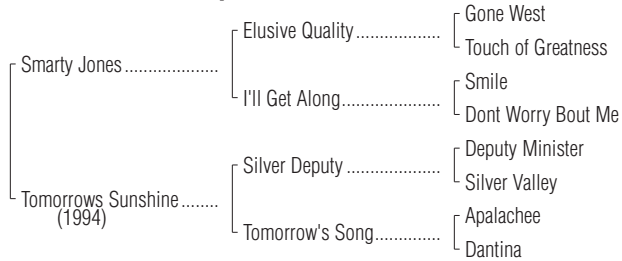 Gone West
Elusive Quality..................
Touch of Greatness
Smarty Jones....................
Smile
I'll Get Along.....................
Dont Worry Bout Me
Deputy Minister
Silver Deputy ....................
Silver Valley
Tomorrows Sunshine........
(1994)
Apalachee
Tomorrow's Song..............
Dantina